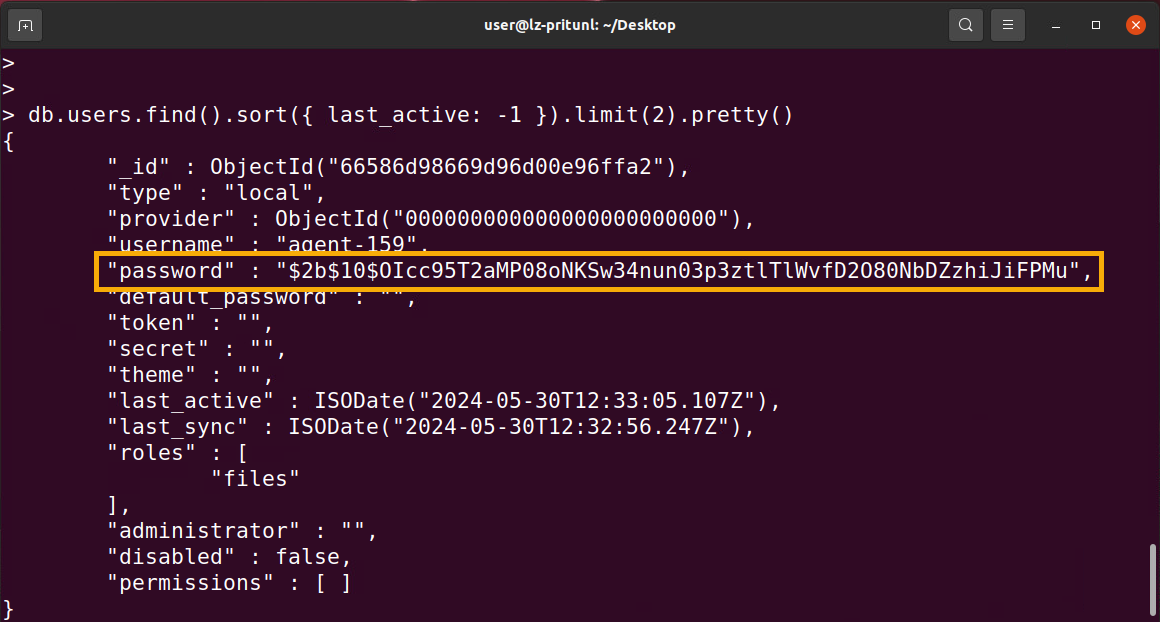 user@lz-pritunl: ~/Desktop
>
>
> db.users.find().sort({ last_active: -1 }).limit(2).pretty()
{
"_id" : ObjectId("66586d98669d96d00e96ffa2"),
"type" : "local",
"provider" : ObjectId("000000000000000000000000"),
"username" : "agent-159",
"password" : "$2b$10$OIcc95T2aMP08oNKSw34nun03p3ztlTlWvfD2O80NbDZzhiJiFPMu",
"default_password" : "",
"token" : "",
"secret" : "",
"theme" : "",
"last_active" : ISODate("2024-05-30T12:33:05.107Z"),
"last_sync" : ISODate("2024-05-30T12:32:56.247Z"),
"roles" : [
"files"
],
"administrator" : "",
"disabled" : false,
"permissions" : [ ]
}